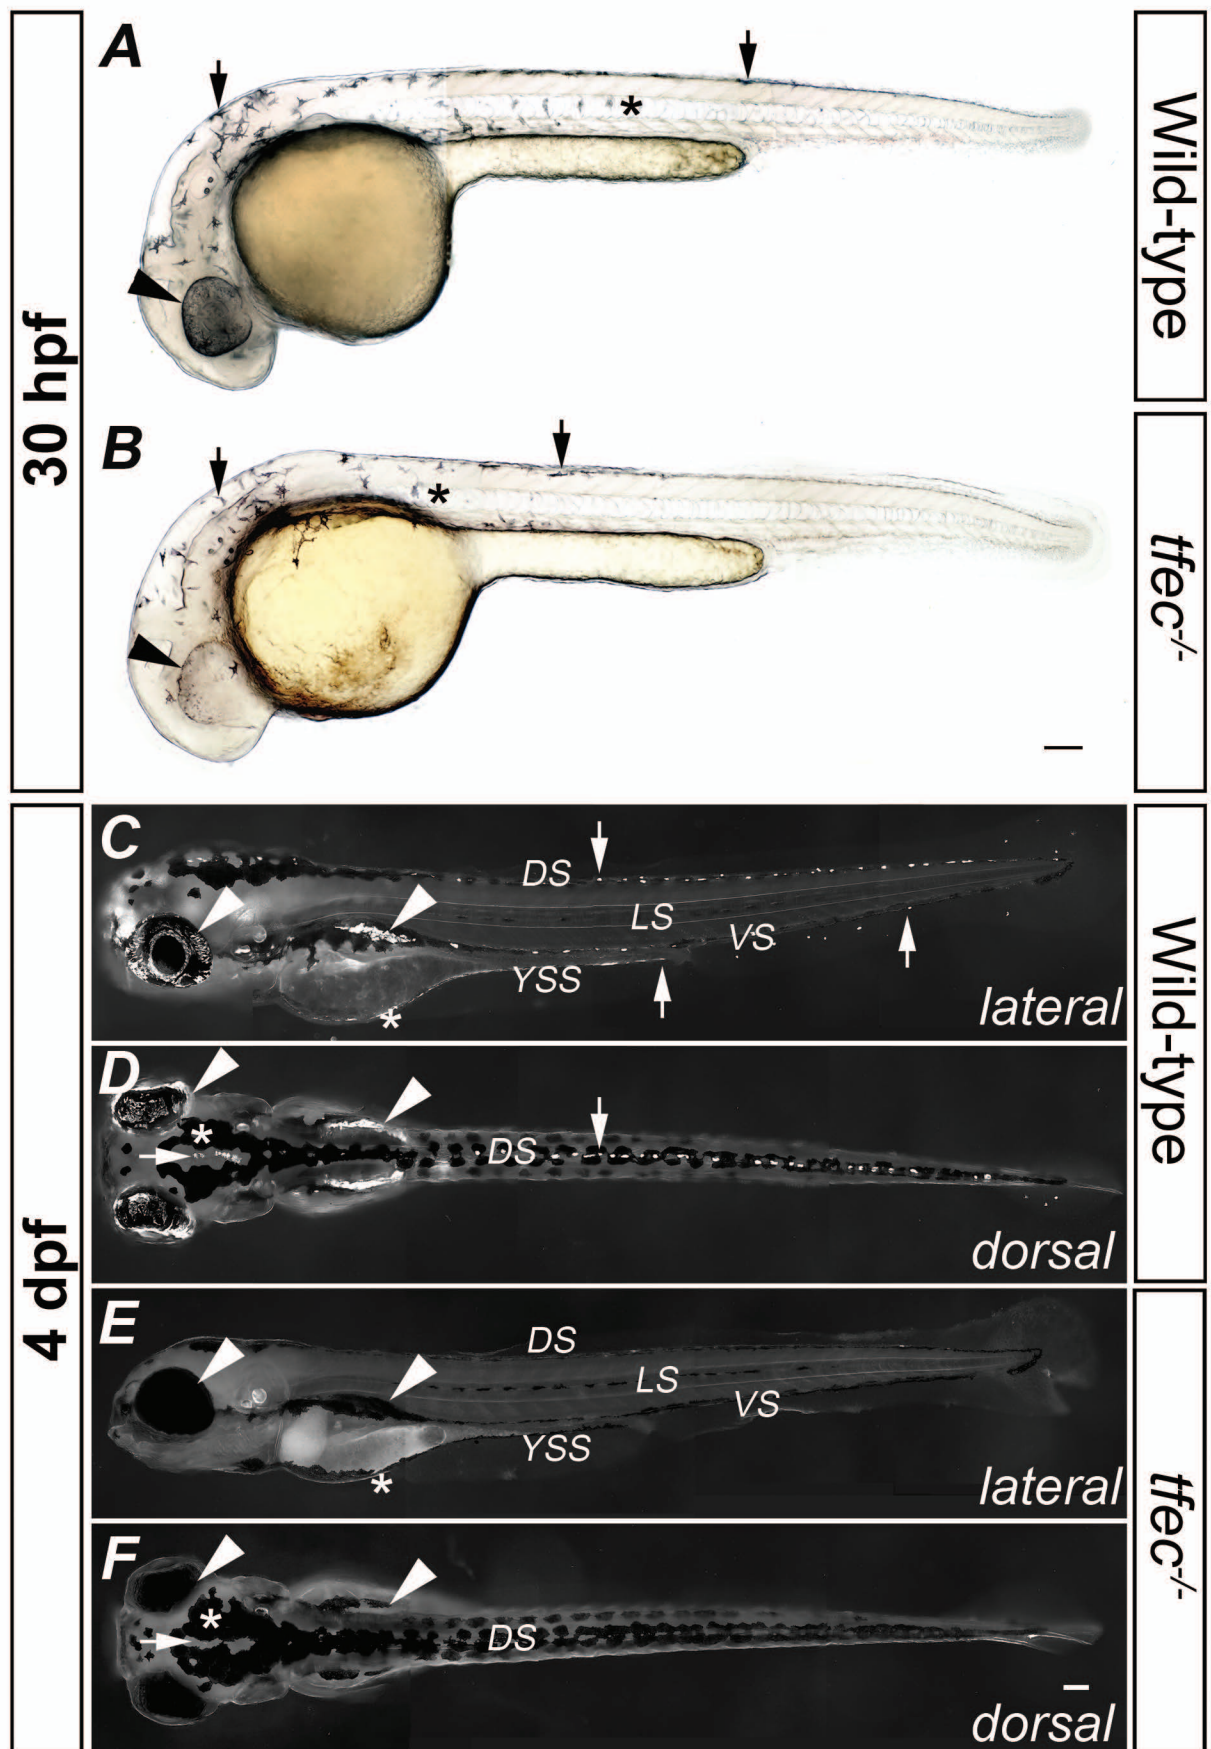 30 hpf
A
*
Wild-type
B
*
tfec-/-
4 dpf
C
DS
LS
VS
YSS
*
lateral
Wild-type
D
*
DS
dorsal
E
DS
LS
VS
YSS
*
lateral
tfec-/-
F
*
DS
dorsal